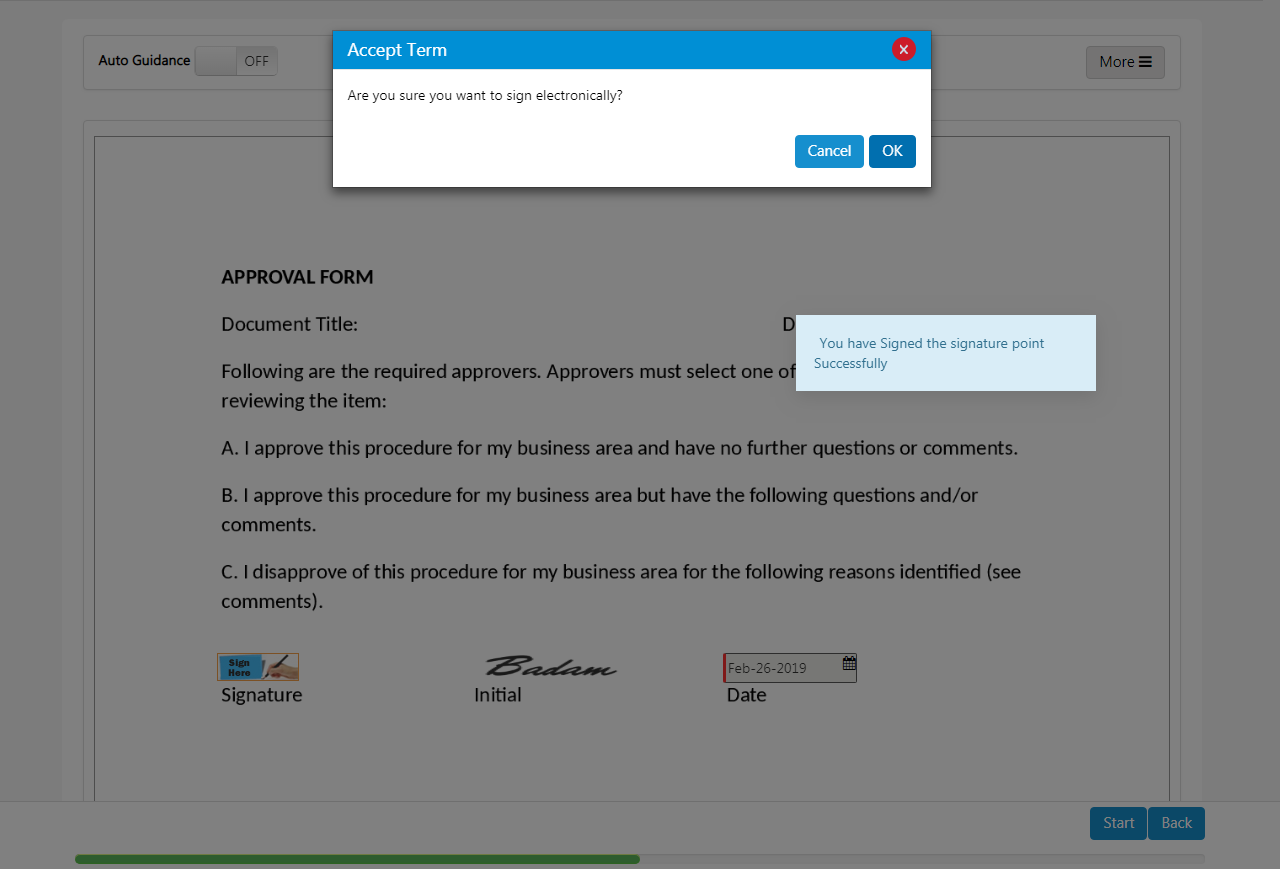 Accept Term
Auto Guidance OFF
More
Are you sure you want to sign electronically?
Cancel OK
APPROVAL FORM
Document Title: D
You have Signed the signature point
Successfully
Following are the required approvers. Approvers must select one of
reviewing the item:
A. I approve this procedure for my business area and have no further questions or comments.
B. I approve this procedure for my business area but have the following questions and/or
comments.
C. I disapprove of this procedure for my business area for the following reasons identified (see
comments).
Sign
Here
Badam
Feb-26-2019
Signature Initial Date
Start Back